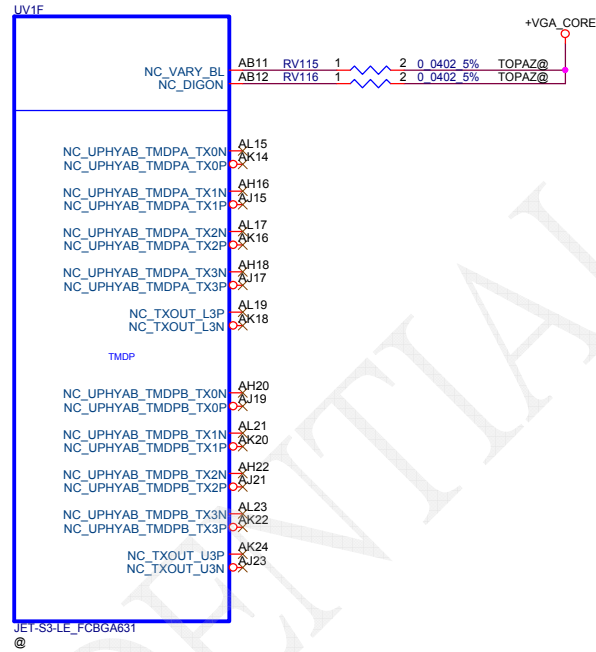 UV1F
+VGA_CORE
NC_VARY_BL AB11 RV115 1 2 0_0402_5% TOPAZ@
NC_DIGON AB12 RV116 1 2 0_0402_5% TOPAZ@
NC_UPHYAB_TMDPA_TX0N AL15
NC_UPHYAB_TMDPA_TX0P AK14
NC_UPHYAB_TMDPA_TX1N AH16
NC_UPHYAB_TMDPA_TX1P AJ15
NC_UPHYAB_TMDPA_TX2N AL17
NC_UPHYAB_TMDPA_TX2P AK16
NC_UPHYAB_TMDPA_TX3N AH18
NC_UPHYAB_TMDPA_TX3P AJ17
NC_TXOUT_L3P AL19
NC_TXOUT_L3N AK18
TMDP
NC_UPHYAB_TMDPB_TX0N AH20
NC_UPHYAB_TMDPB_TX0P AJ19
NC_UPHYAB_TMDPB_TX1N AL21
NC_UPHYAB_TMDPB_TX1P AK20
NC_UPHYAB_TMDPB_TX2N AH22
NC_UPHYAB_TMDPB_TX2P AJ21
NC_UPHYAB_TMDPB_TX3N AL23
NC_UPHYAB_TMDPB_TX3P AK22
NC_TXOUT_U3P AK24
NC_TXOUT_U3N AJ23
JET-S3-LE_FCBGA631
@
ENTIAL